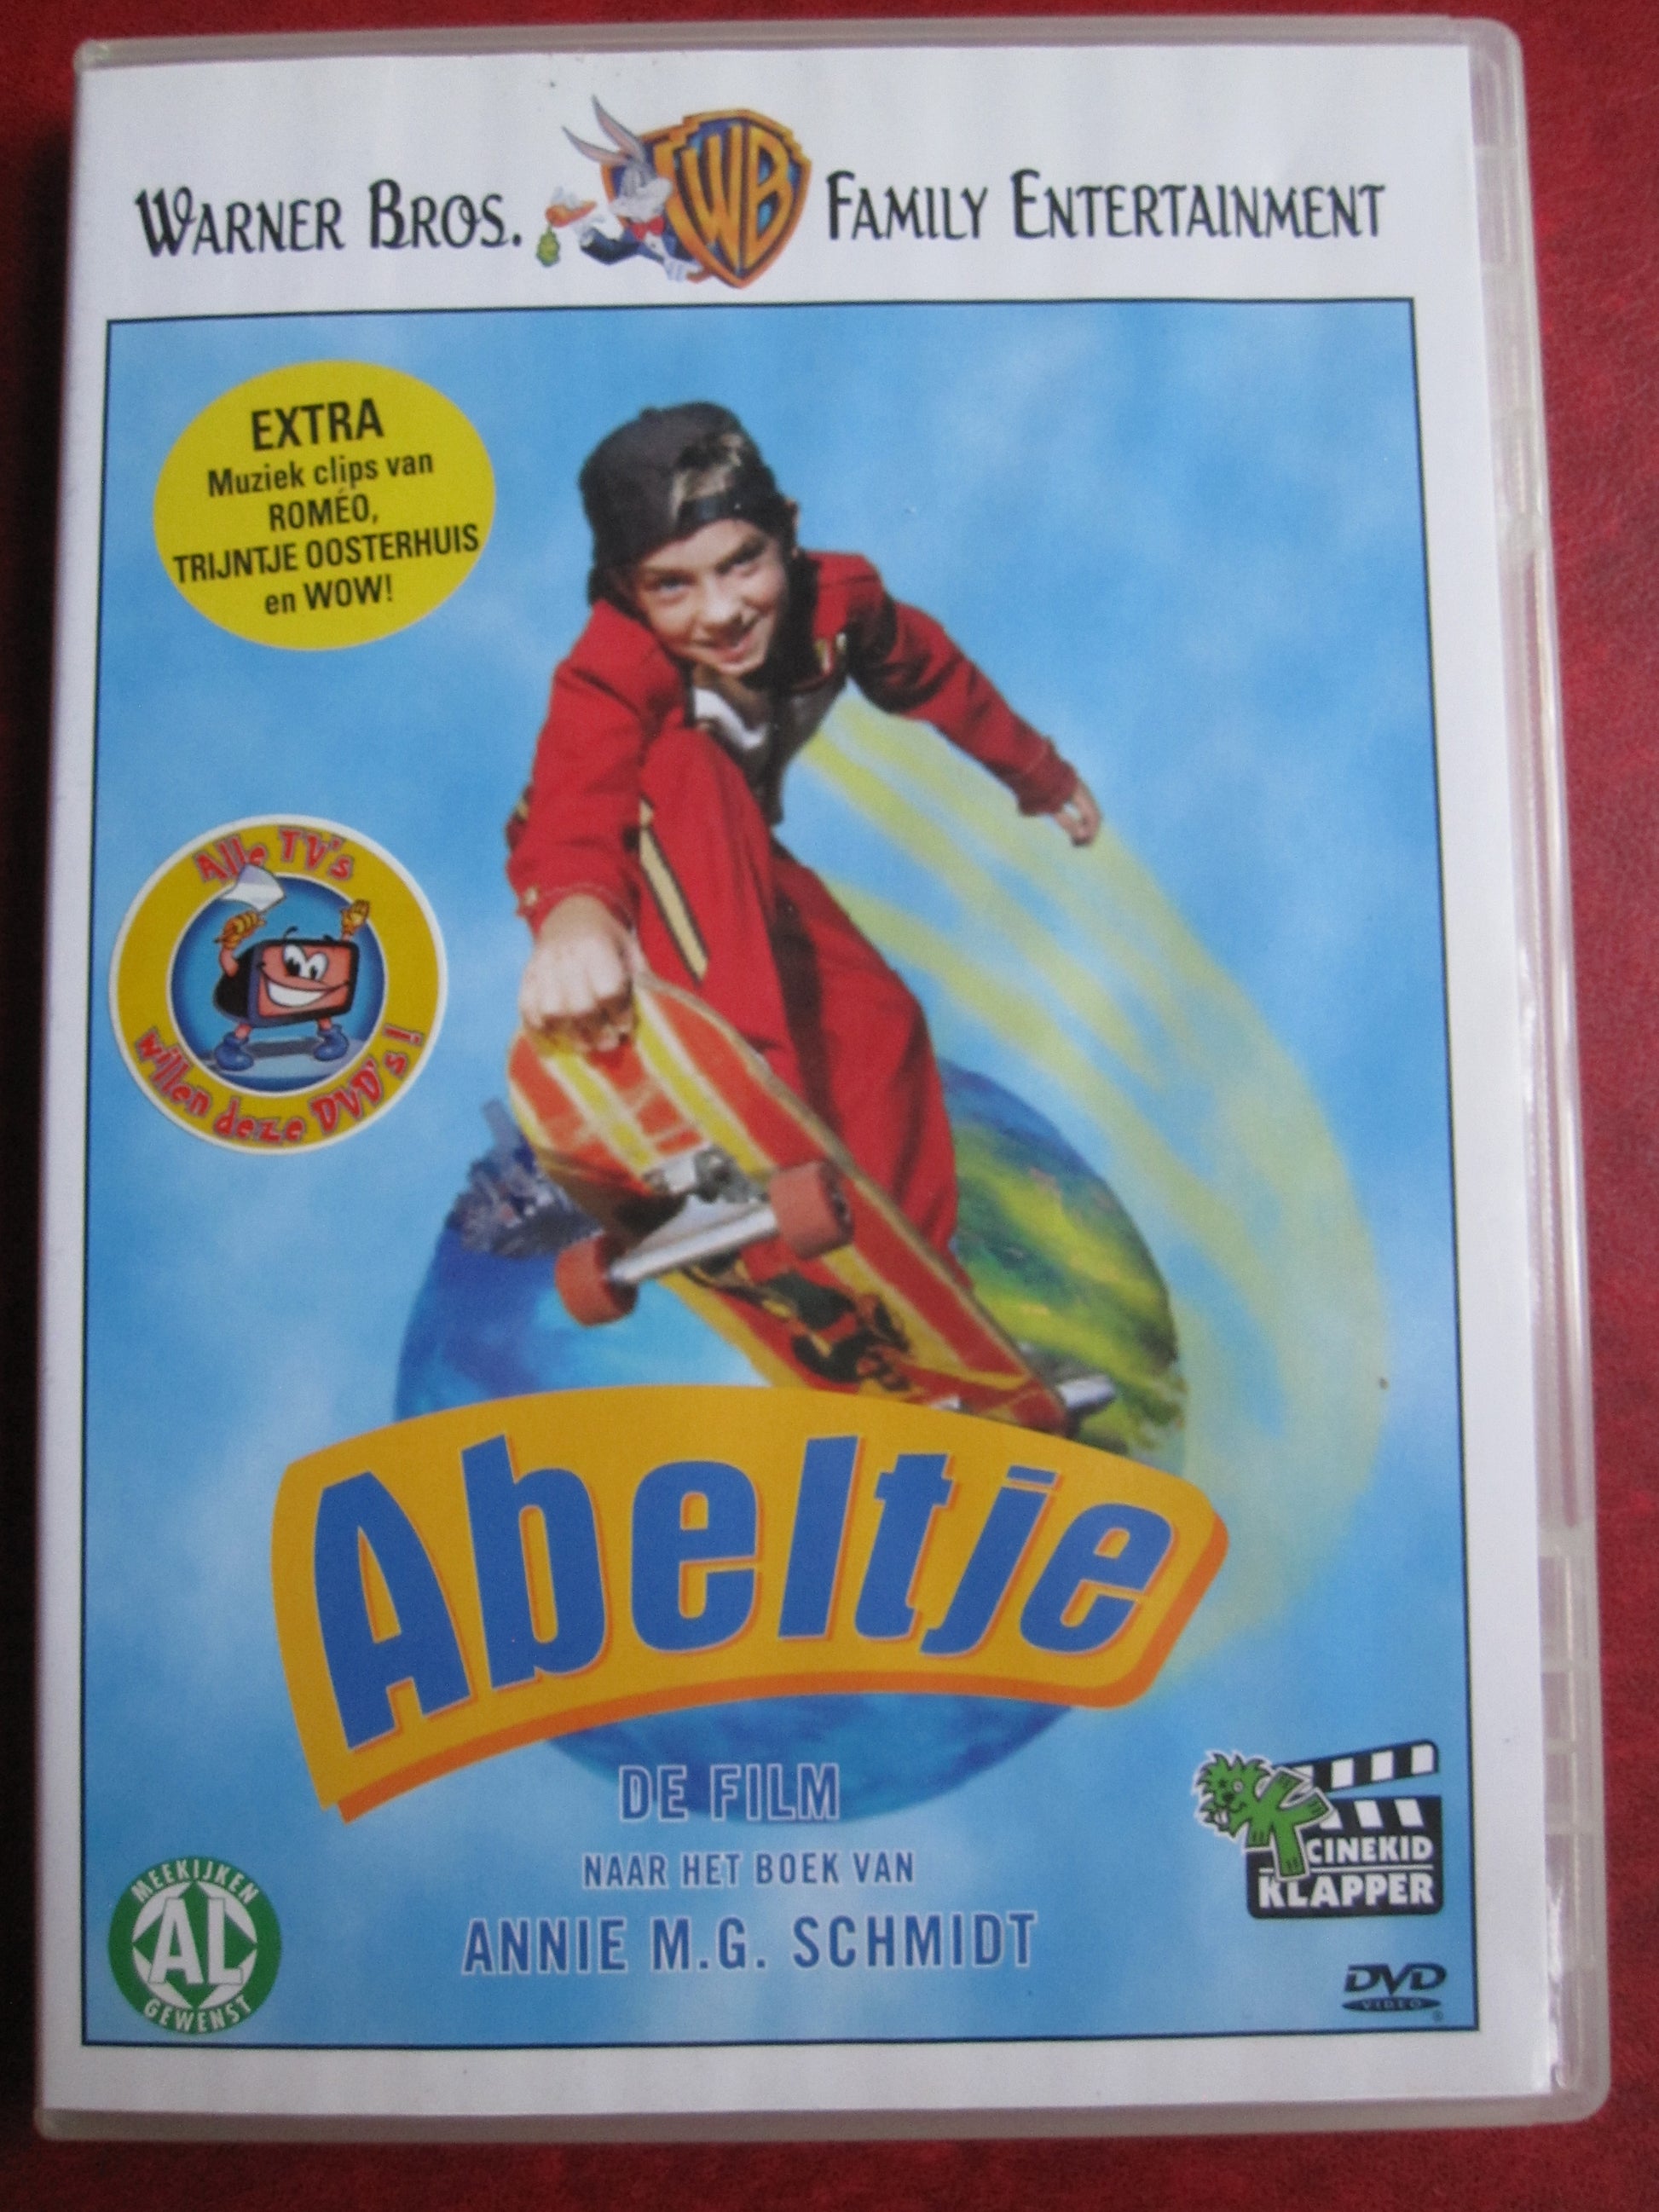 WARNER BROS. WB FAMILY ENTERTAINMENT
EXTRA
Muziek clips van
ROMÉO,
TRIJNTJE OOSTERHUIS
en WOW!
Alle TV's
willen deze DVD's!
Abeltje
DE FILM
NAAR HET BOEK VAN
ANNIE M.G. SCHMIDT
MEEKIJKEN
AL
GEWENST
K
CINEKID
KLAPPER
DVD
VIDEO